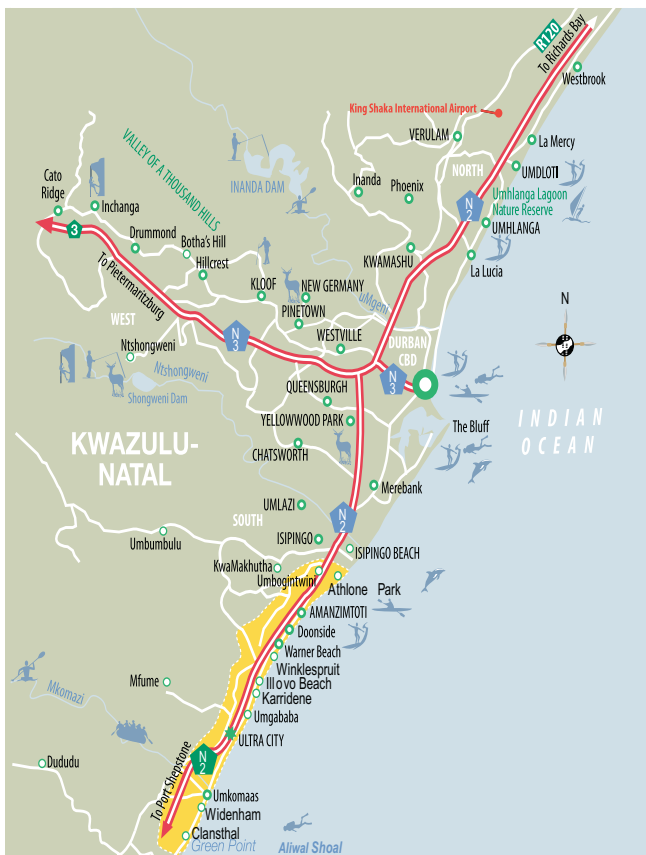 R120
To Richards Bay
Westbrook
King Shaka International Airport
VERULAM
La Mercy
VALLEY OF A THOUSAND HILLS
NORTH
UMDLOTI
Cato
Ridge
INANDA DAM
Inanda
Phoenix
Umhlanga Lagoon
Nature Reserve
Inchanga
N
2
UMHLANGA
3
Drummond
Botha's Hill
KWAMASHU
La Lucia
Hillcrest
To Pietermaritzburg
KLOOF
NEW GERMANY
uMgeni
N
WEST
PINETOWN
N
3
WESTVILLE
DURBAN
CBD
Ntshongweni
Ntshongweni
N
3
QUEENSBURGH
Shongweni Dam
YELLOWWOOD PARK
The Bluff
INDIAN
OCEAN
KWAZULU-
NATAL
CHATSWORTH
Merebank
UMLAZI
SOUTH
N
2
Umbumbulu
ISIPINGO
ISIPINGO BEACH
KwaMakhutha
Umbogintwini
Athlone Park
AMANZIMTOTI
Doonside
Warner Beach
Winklespruit
Mfume
Illovo Beach
Karridene
Mkomazi
Umgababa
ULTRA CITY
N
2
Dududu
To Port Shepstone
Umkomaas
Widenham
Clansthal
Green Point
Aliwal Shoal